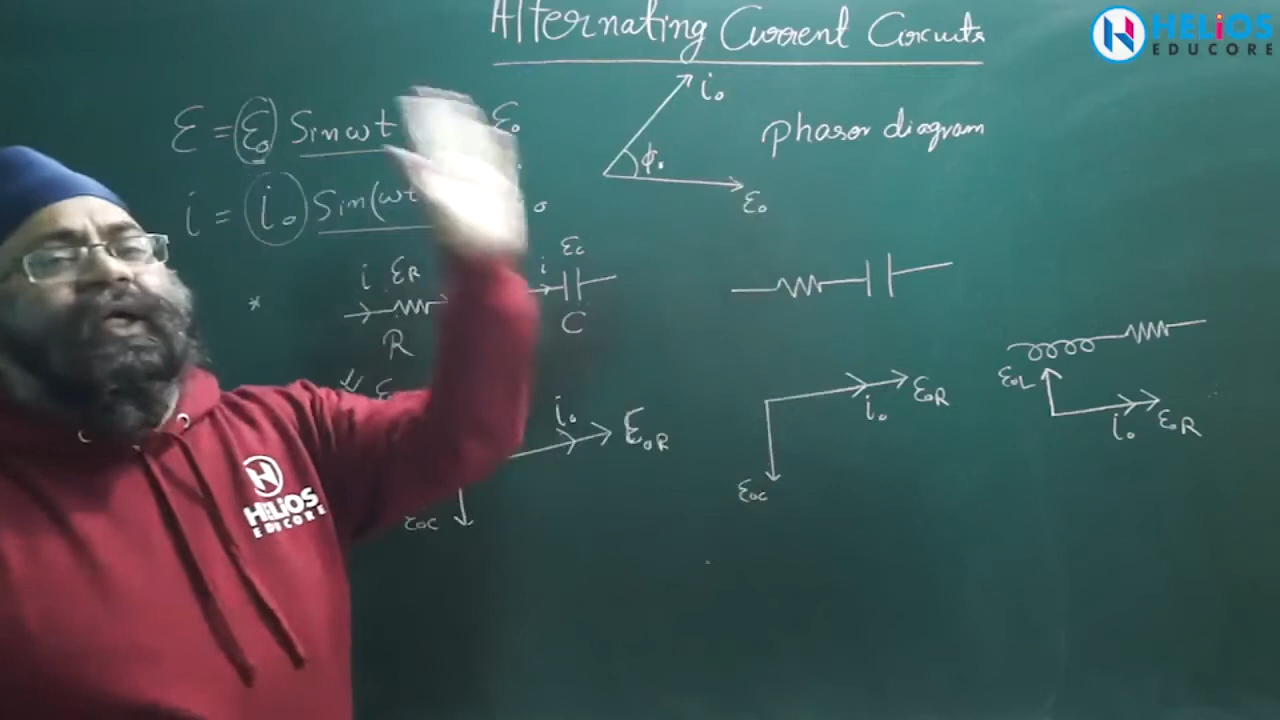 Alternating Current Circuits
HELiOS
EDUCORE
i₀
ε = ε₀ Sin ωt
ε₀
phasor diagram
φ.
i = i₀ Sin(ωt
ε₀
i εR
R
i
εc
C
i₀
ε₀R
ε₀c
i₀
ε₀R
ε₀c
ε₀L
i₀
ε₀R
HELiOS
EDUCORE